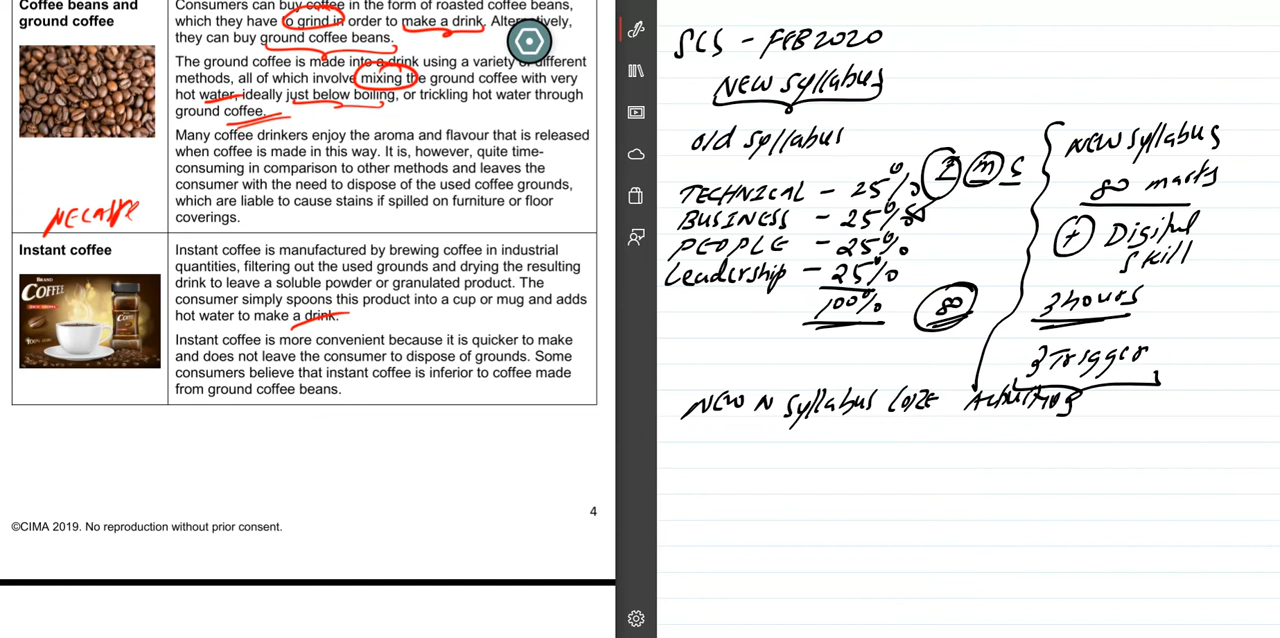 Coffee beans and
ground coffee
Consumers can buy coffee in the form of roasted coffee beans,
which they have to grind in order to make a drink. Alternatively,
they can buy ground coffee beans.
The ground coffee is made into a drink using a variety of different
methods, all of which involve mixing the ground coffee with very
hot water, ideally just below boiling, or trickling hot water through
ground coffee.
Many coffee drinkers enjoy the aroma and flavour that is released
when coffee is made in this way. It is, however, quite time-
consuming in comparison to other methods and leaves the
consumer with the need to dispose of the used coffee grounds,
which are liable to cause stains if spilled on furniture or floor
coverings.
NECAFFE
Instant coffee
BRAND
COFFEE
100%
Instant coffee is manufactured by brewing coffee in industrial
quantities, filtering out the used grounds and drying the resulting
drink to leave a soluble powder or granulated product. The
consumer simply spoons this product into a cup or mug and adds
hot water to make a drink.
Instant coffee is more convenient because it is quicker to make
and does not leave the consumer to dispose of grounds. Some
consumers believe that instant coffee is inferior to coffee made
from ground coffee beans.
4
©CIMA 2019. No reproduction without prior consent.
SCS - FEB 2020
NEW Syllabus
old syllabus
TECHNICAL - 25%
BUSINESS - 25%
PEOPLE - 25%
Leadership - 25%
100%
80
m S
NEW Syllabus
80 marks
+ Digital
skill
3 hours
3 Trigger
NEW syllabus CORE Activities